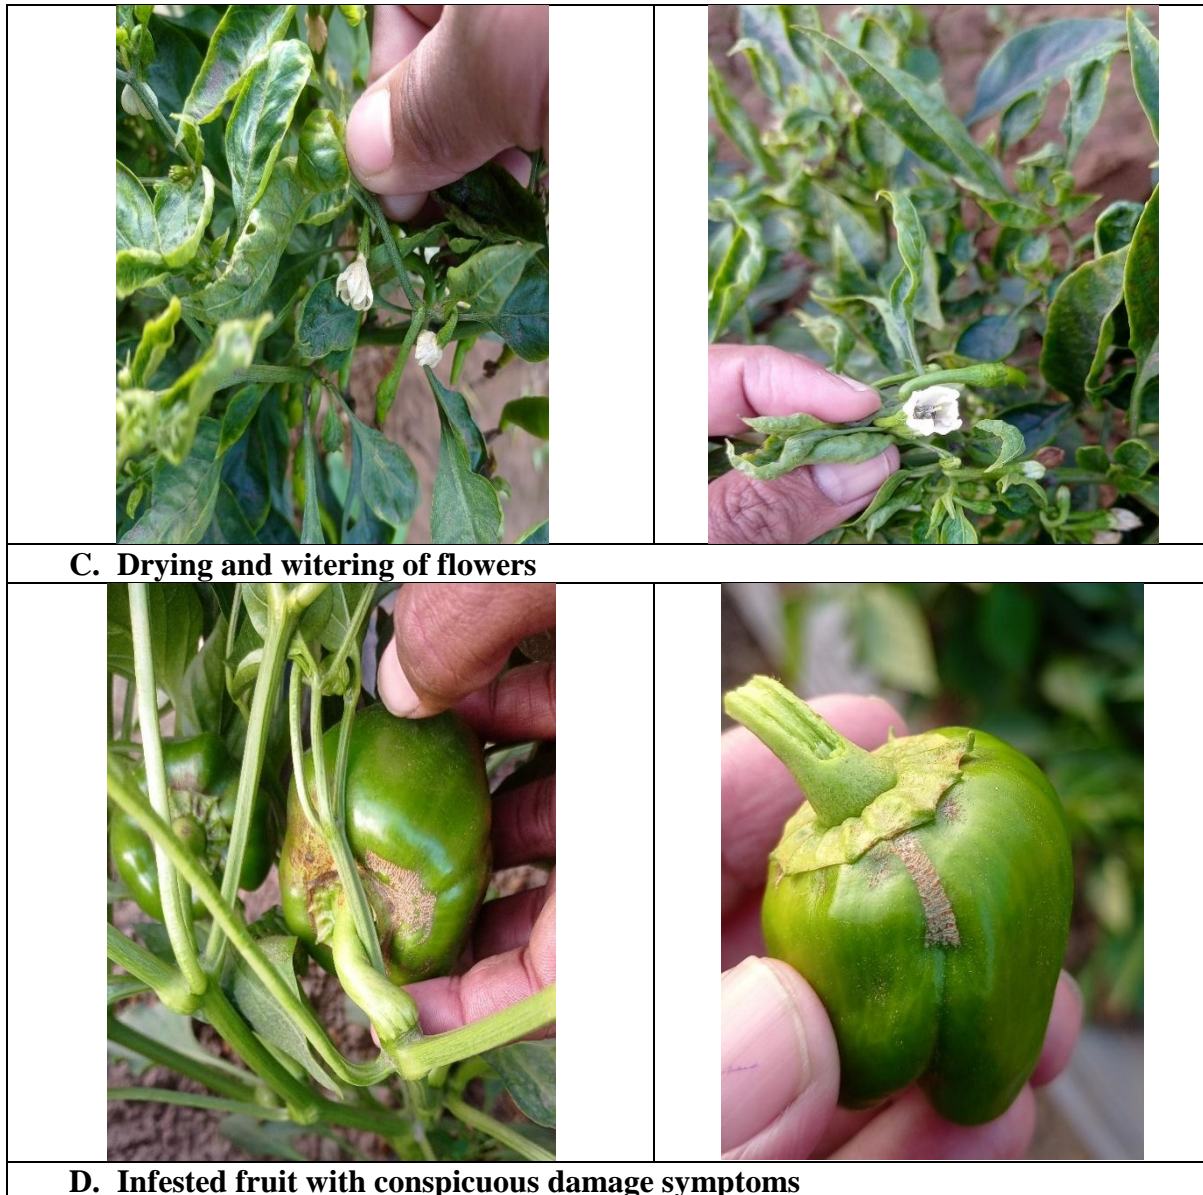 C. Drying and witering of flowers
D. Infested fruit with conspicuous damage symptoms